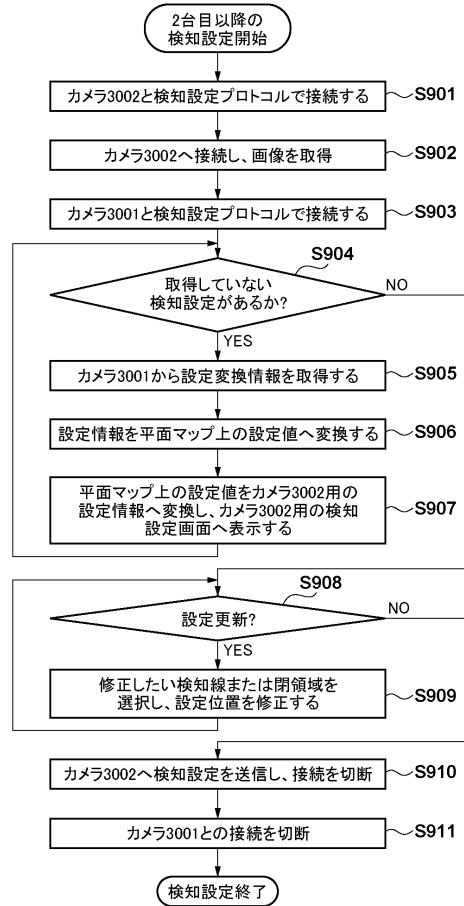 2台目以降の
検知設定開始
カメラ3002と検知設定プロトコルで接続する
S901
カメラ3002へ接続し、画像を取得
S902
カメラ3001と検知設定プロトコルで接続する
S903
S904
取得していない
検知設定があるか?
NO
YES
カメラ3001から設定変換情報を取得する
S905
設定情報を平面マップ上の設定値へ変換する
S906
平面マップ上の設定値をカメラ3002用の
設定情報へ変換し、カメラ3002用の検知
設定画面へ表示する
S907
S908
設定更新?
NO
YES
修正したい検知線または閉領域を
選択し、設定位置を修正する
S909
カメラ3002へ検知設定を送信し、接続を切断
S910
カメラ3001との接続を切断
S911
検知設定終了